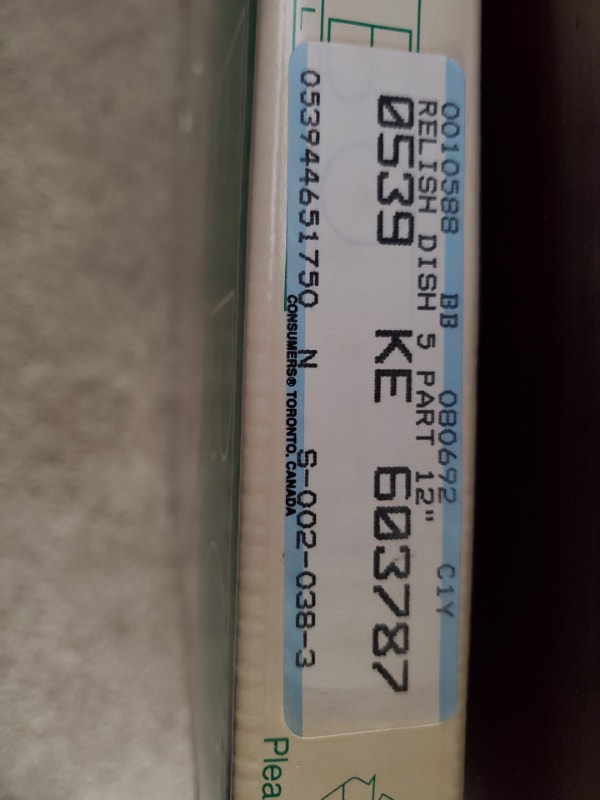 0010588 BB 080692 C1Y
RELISH DISH 5 PART 12"
0539 KE 603787
053944651750 N S-002-038-3
CONSUMERS® TORONTO, CANADA
L
Plea